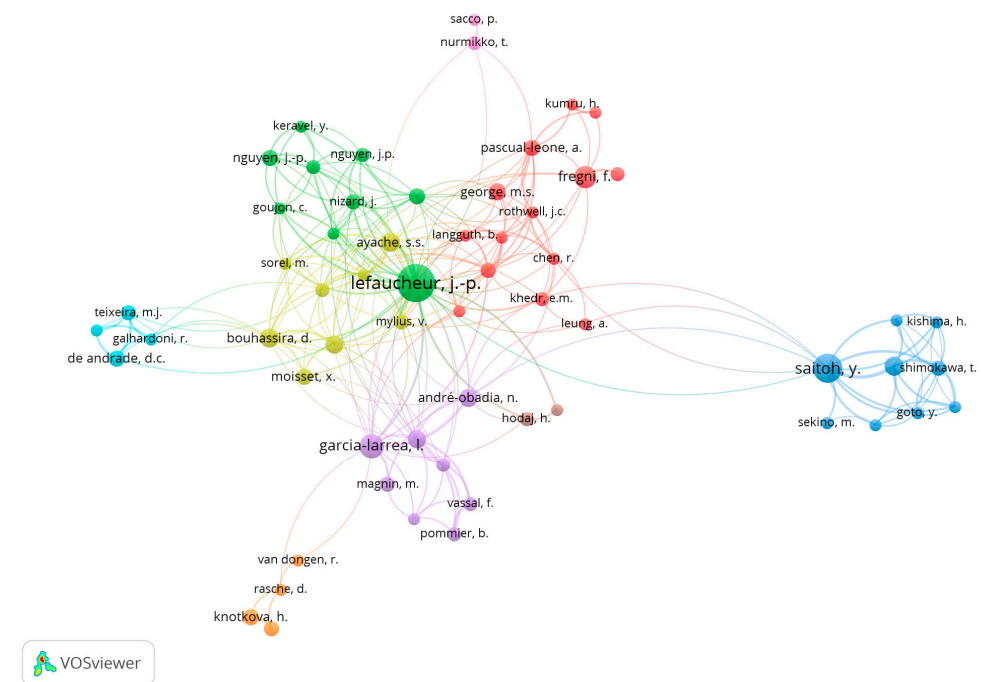 sacco, p.
nurmikko, t.
kumru, h.
keravel, y.
pascual-leone, a.
nguyen, j.-p.
nguyen, j.p.
fregni, f.
george, m.s.
goujon, c.
nizard, j.
rothwell, j.c.
langguth, b.
ayache, s.s.
chen, r.
sorel, m.
lefaucheur, j.-p.
khedr, e.m.
teixeira, m.j.
mylius, v.
leung, a.
kishima, h.
galhardoni, r.
bouhassira, d.
de andrade, d.c.
saitoh, y.
shimokawa, t.
moisset, x.
andré-obadia, n.
hodaj, h.
goto, y.
sekino, m.
garcia-larrea, l.
magnin, m.
vassal, f.
pommier, b.
van dongen, r.
rasche, d.
knotkova, h.
VOSviewer